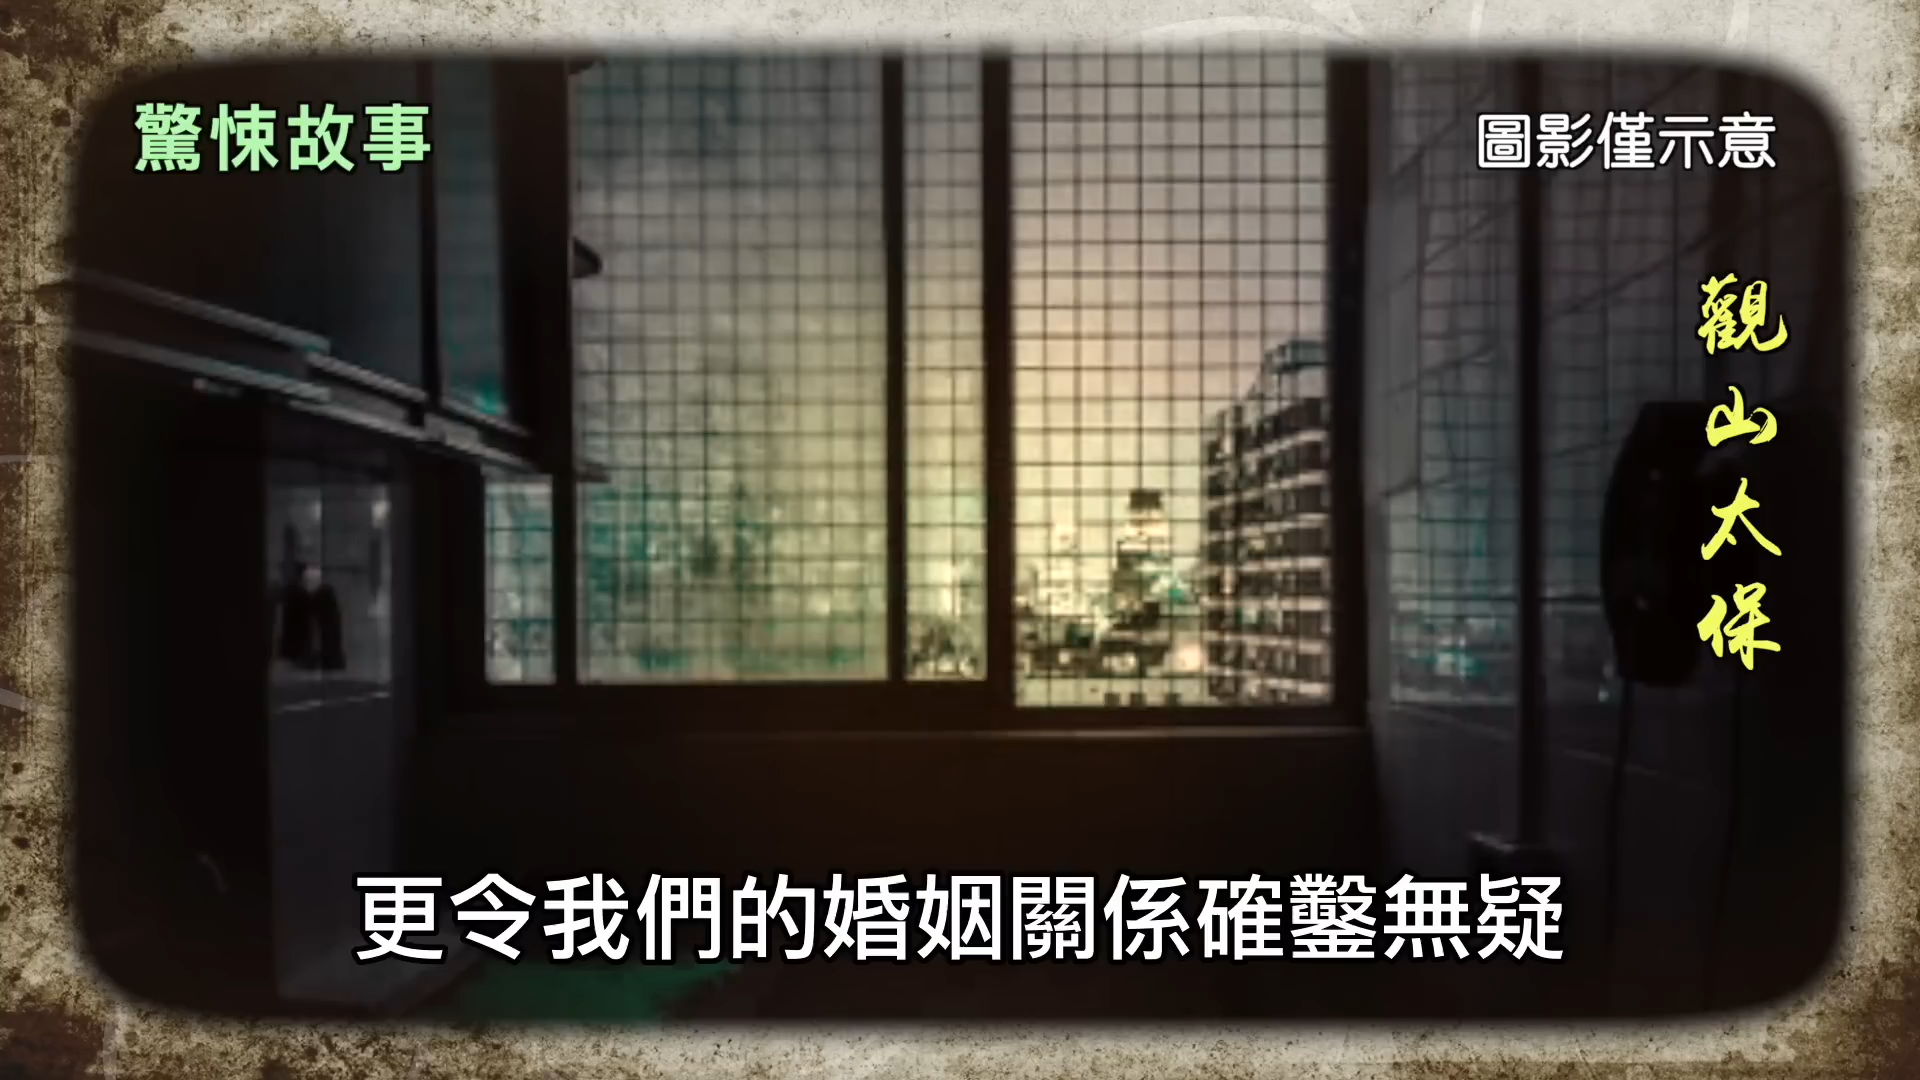 驚悚故事
圖影僅示意
觀山太保
更令我們的婚姻關係確鑿無疑